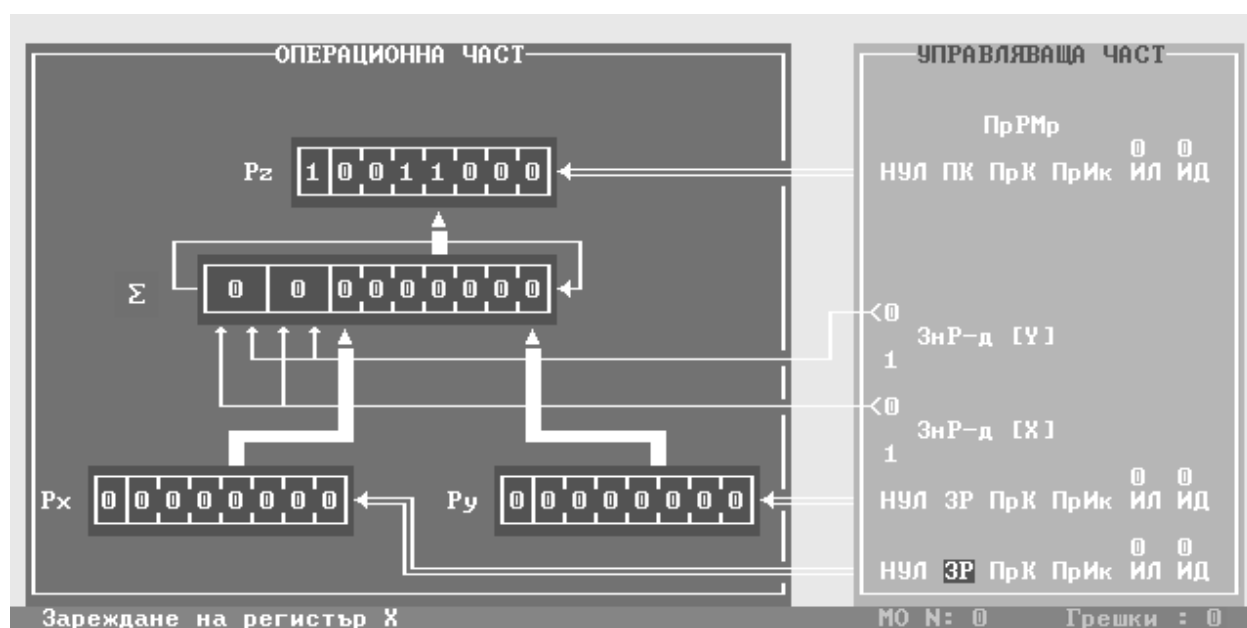 ОПЕРАЦИОННА ЧАСТ
УПРАВЛЯВАЩА ЧАСТ
ПрРМр
0 0
Pz 1 0 0 1 1 0 0 0
НУЛ ПК ПрК ПрИк ИЛ ИД
Σ 0 0 0 0 0 0 0 0 0
0
ЗнР-д [Y]
1
0
ЗнР-д [X]
1
0 0
Px 0 0 0 0 0 0 0 0
Py 0 0 0 0 0 0 0 0
НУЛ ЗР ПрК ПрИк ИЛ ИД
0 0
НУЛ ЗР ПрК ПрИк ИЛ ИД
Зареждане на регистър X
МО N: 0 Грешки : 0